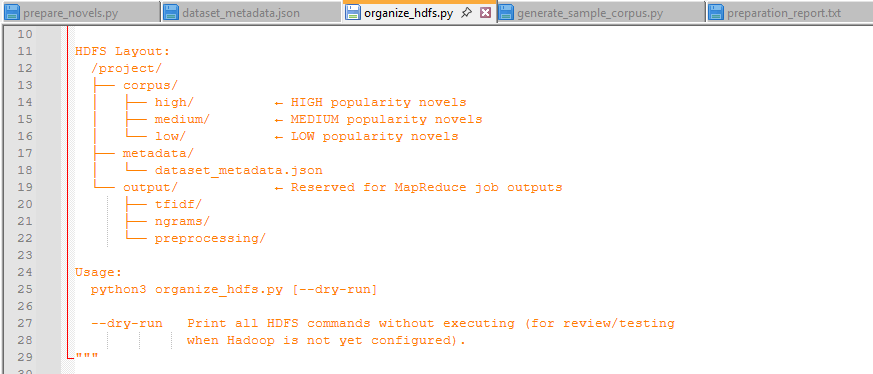 prepare_novels.py dataset_metadata.json organize_hdfs.py generate_sample_corpus.py preparation_report.txt
10
11 HDFS Layout:
12   /project/
13   ├── corpus/
14   │   ├── high/          ← HIGH popularity novels
15   │   ├── medium/        ← MEDIUM popularity novels
16   │   └── low/           ← LOW popularity novels
17   ├── metadata/
18   │   └── dataset_metadata.json
19   └── output/            ← Reserved for MapReduce job outputs
20       ├── tfidf/
21       ├── ngrams/
22       └── preprocessing/
23
24 Usage:
25   python3 organize_hdfs.py [--dry-run]
26
27   --dry-run   Print all HDFS commands without executing (for review/testing
28               when Hadoop is not yet configured).
29 """
30